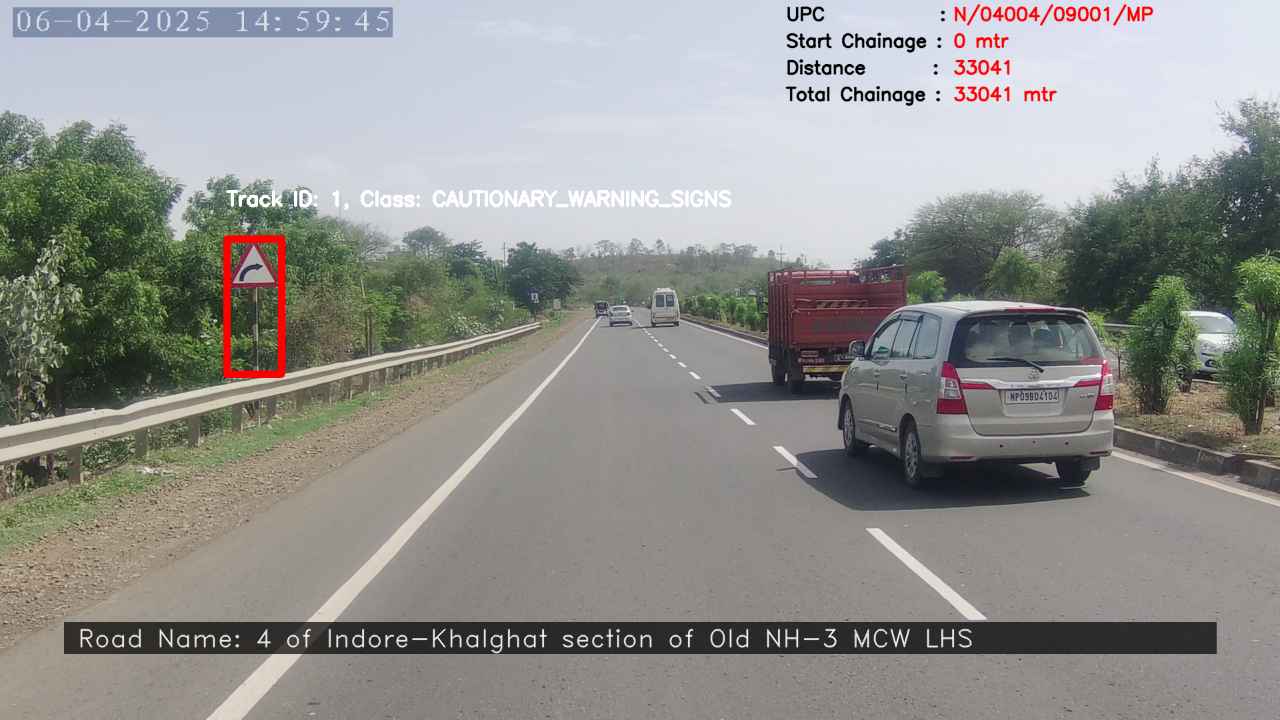 06-04-2025 14:59:45
UPC : N/04004/09001/MP
Start Chainage : 0 mtr
Distance : 33041
Total Chainage : 33041 mtr
Track ID: 1, Class: CAUTIONARY_WARNING_SIGNS
MP09BD4104
Road Name: 4 of Indore-Khalghat section of Old NH-3 MCW LHS